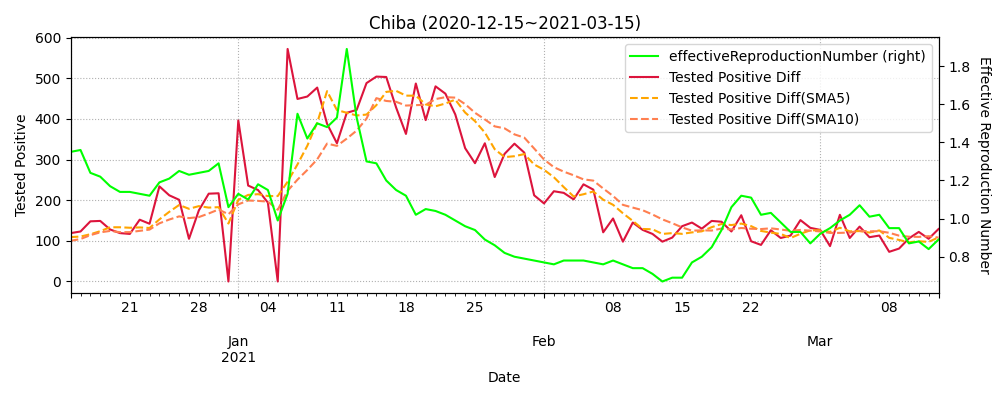 Chiba (2020-12-15~2021-03-15)
effectiveReproductionNumber (right)
Tested Positive Diff
Tested Positive Diff(SMA5)
Tested Positive Diff(SMA10)
Tested Positive
600
500
400
300
200
100
0
Effective Reproduction Number
1.8
1.6
1.4
1.2
1.0
0.8
21 28 04 11 18 25 08 15 22 08
Jan Feb Mar
2021
Date